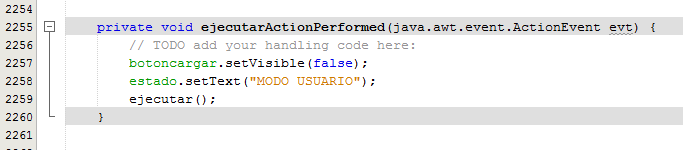 2254
2255 private void ejecutarActionPerformed(java.awt.event.ActionEvent evt) {
2256 // TODO add your handling code here:
2257 botoncargar.setVisible(false);
2258 estado.setText("MODO USUARIO");
2259 ejecutar();
2260 }
2261